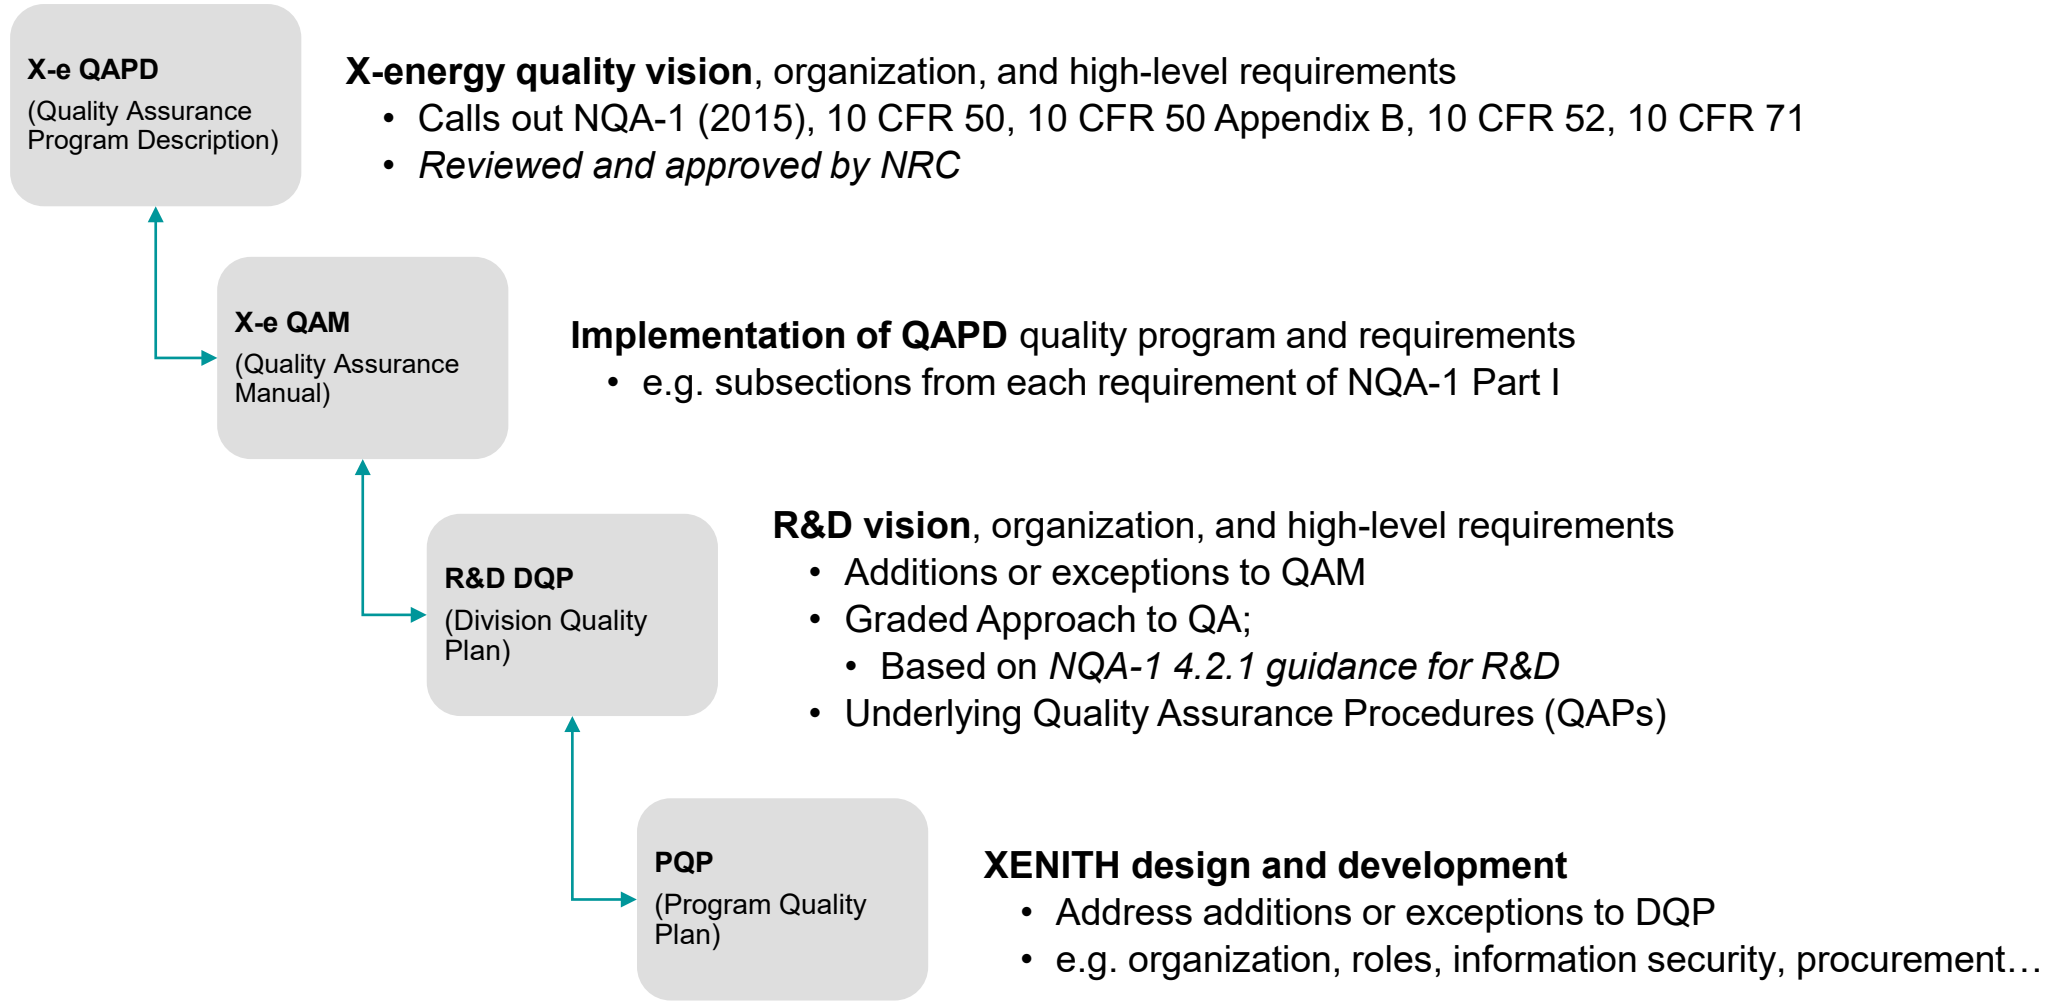 X-e QAPD
(Quality Assurance
Program Description)
X-energy quality vision, organization, and high-level requirements
• Calls out NQA-1 (2015), 10 CFR 50, 10 CFR 50 Appendix B, 10 CFR 52, 10 CFR 71
• Reviewed and approved by NRC
X-e QAM
(Quality Assurance
Manual)
Implementation of QAPD quality program and requirements
• e.g. subsections from each requirement of NQA-1 Part I
R&D DQP
(Division Quality
Plan)
R&D vision, organization, and high-level requirements
• Additions or exceptions to QAM
• Graded Approach to QA;
• Based on NQA-1 4.2.1 guidance for R&D
• Underlying Quality Assurance Procedures (QAPs)
PQP
(Program Quality
Plan)
XENITH design and development
• Address additions or exceptions to DQP
• e.g. organization, roles, information security, procurement…